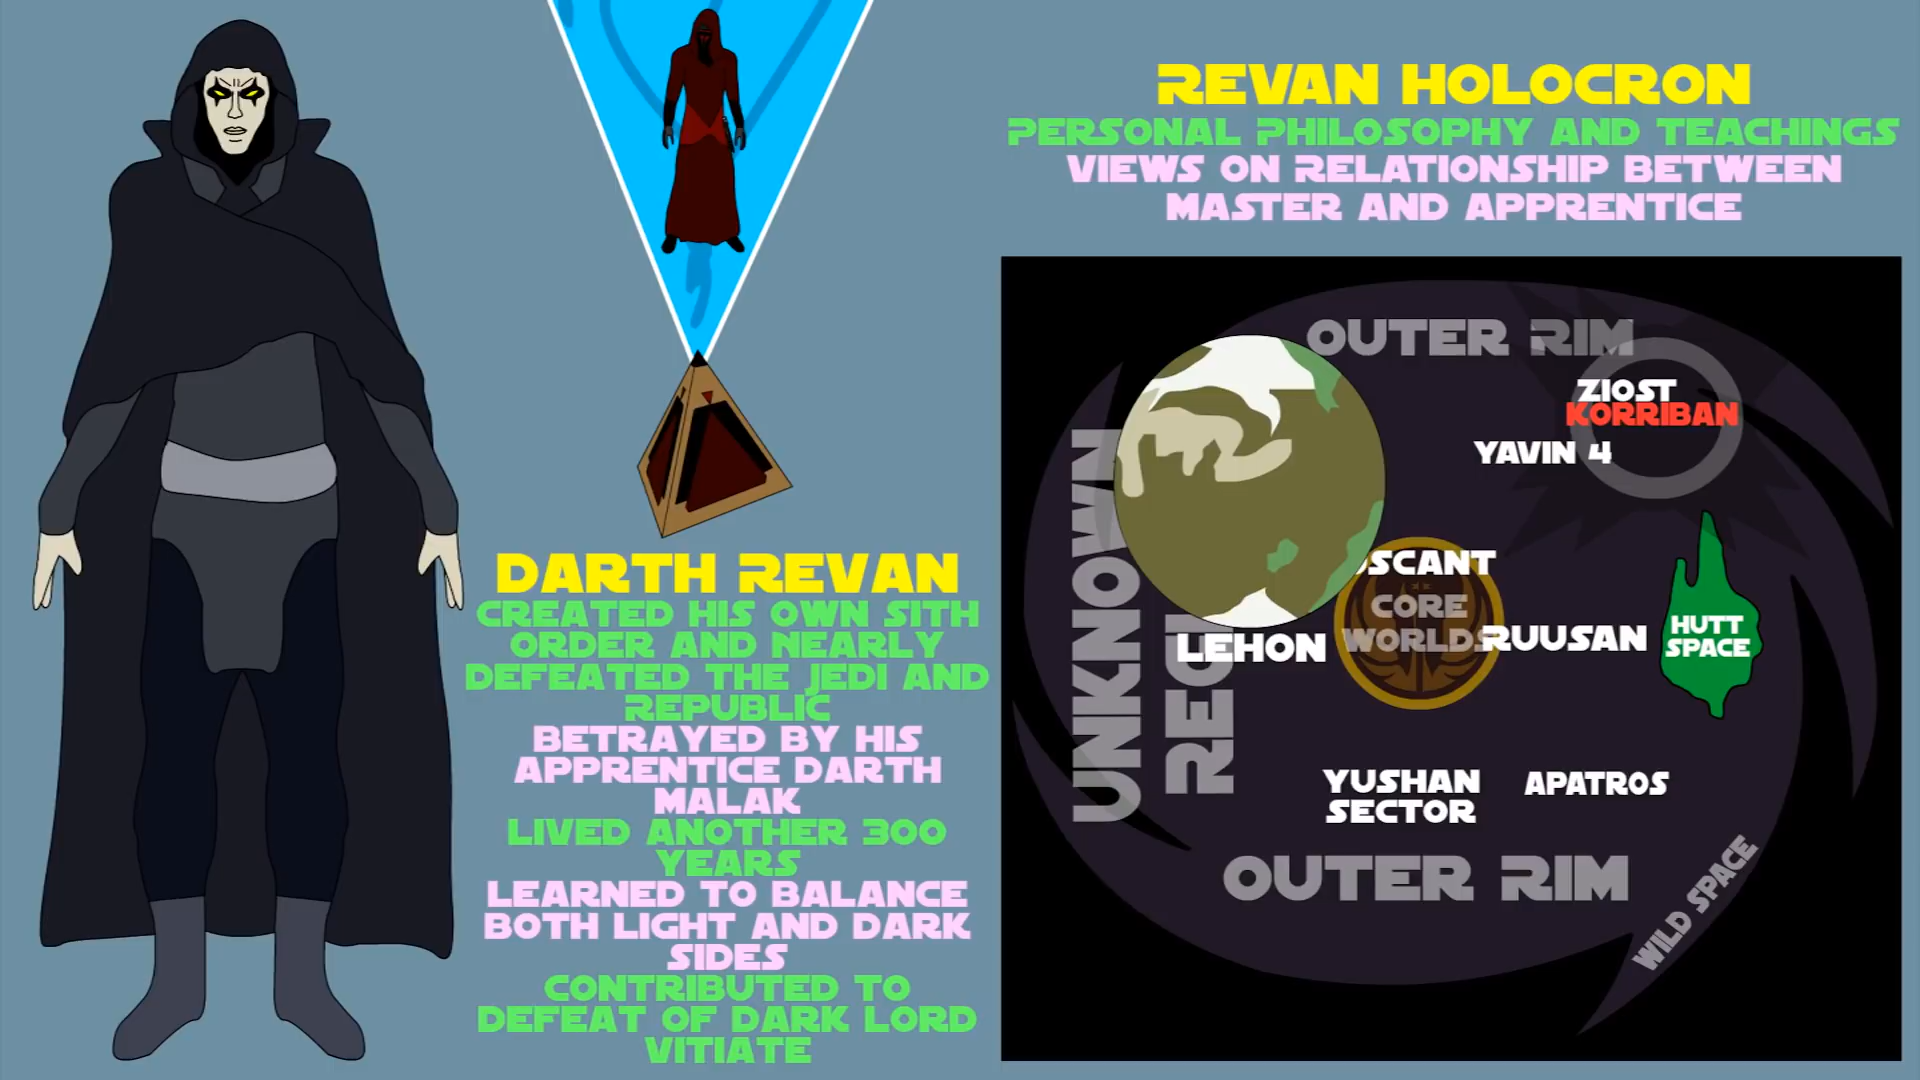 REVAN HOLOCRON
PERSONAL PHILOSOPHY AND TEACHINGS
VIEWS ON RELATIONSHIP BETWEEN
MASTER AND APPRENTICE
DARTH REVAN
CREATED HIS OWN SITH
ORDER AND NEARLY
DEFEATED THE JEDI AND
REPUBLIC
BETRAYED BY HIS
APPRENTICE DARTH
MALAK
LIVED ANOTHER 300
YEARS
LEARNED TO BALANCE
BOTH LIGHT AND DARK
SIDES
CONTRIBUTED TO
DEFEAT OF DARK LORD
VITIATE
OUTER RIM
ZIOST
KORRIBAN
YAVIN 4
UNKNOWN
REGI
SCANT
CORE
WORLDS
LEHON
RUUSAN
HUTT
SPACE
YUSHAN
SECTOR
APATROS
OUTER RIM
WILD SPACE